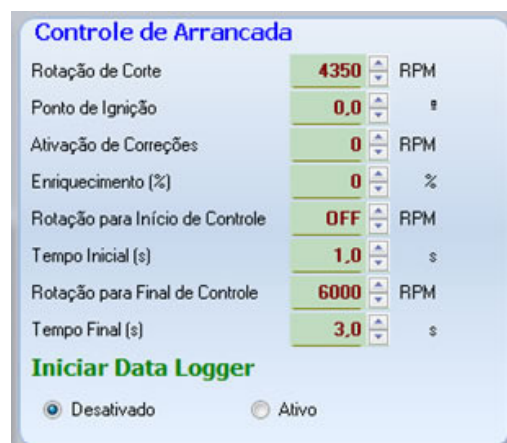 Controle de Arrancada
Rotação de Corte 4350 RPM
Ponto de Ignição 0,0 º
Ativação de Correções 0 RPM
Enriquecimento (%) 0 %
Rotação para Início de Controle OFF RPM
Tempo Inicial (s) 1,0 s
Rotação para Final de Controle 6000 RPM
Tempo Final (s) 3,0 s
Iniciar Data Logger
Desativado Ativo